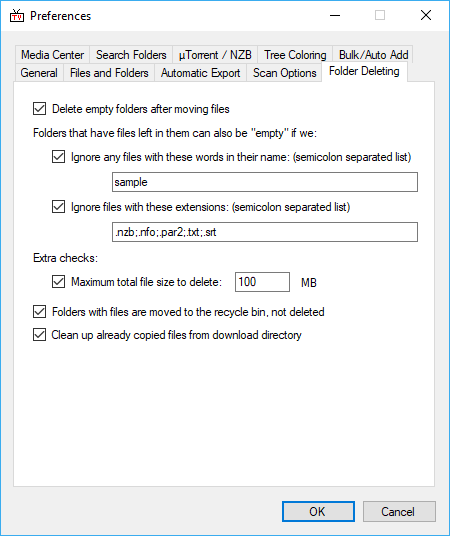 TV Preferences
Media Center Search Folders µTorrent / NZB Tree Coloring Bulk/Auto Add
General Files and Folders Automatic Export Scan Options Folder Deleting
Delete empty folders after moving files
Folders that have files left in them can also be "empty" if we:
Ignore any files with these words in their name: (semicolon separated list)
sample
Ignore files with these extensions: (semicolon separated list)
.nzb;.nfo;.par2;.txt;.srt
Extra checks:
Maximum total file size to delete: 100 MB
Folders with files are moved to the recycle bin, not deleted
Clean up already copied files from download directory
OK Cancel